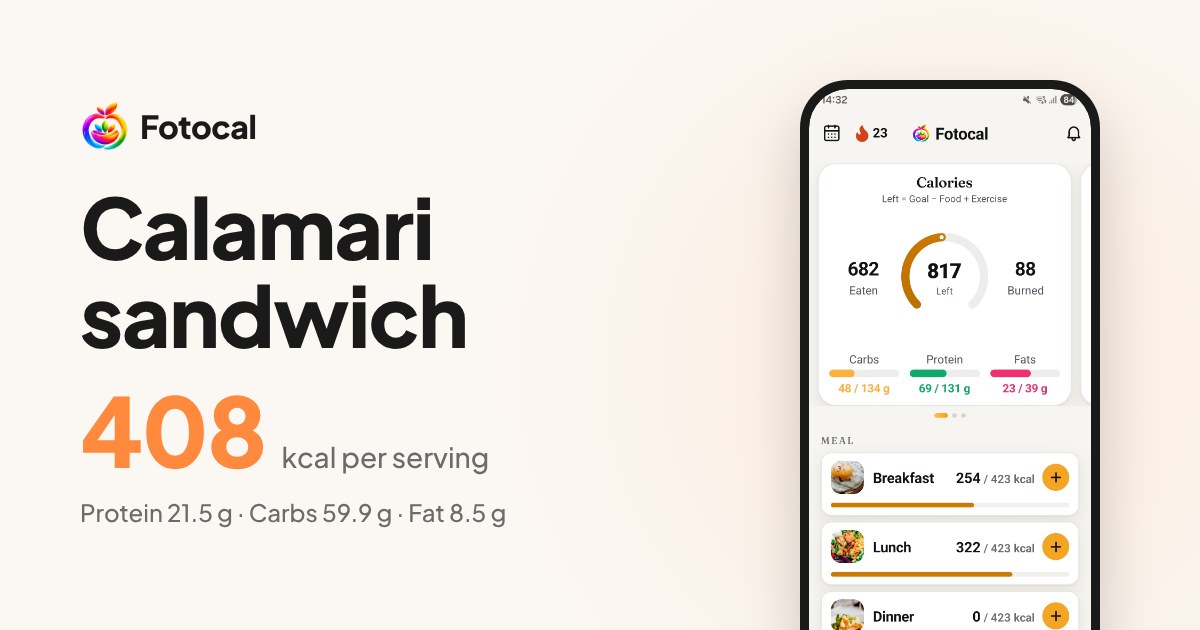 Fotocal
Calamari
sandwich
408 kcal per serving
Protein 21.5 g · Carbs 59.9 g · Fat 8.5 g
14:32
84
23
Fotocal
Calories
Left = Goal − Food + Exercise
682
Eaten
817
Left
88
Burned
Carbs
48 / 134 g
Protein
69 / 131 g
Fats
23 / 39 g
MEAL
Breakfast 254 / 423 kcal +
Lunch 322 / 423 kcal +
Dinner 0 / 423 kcal +